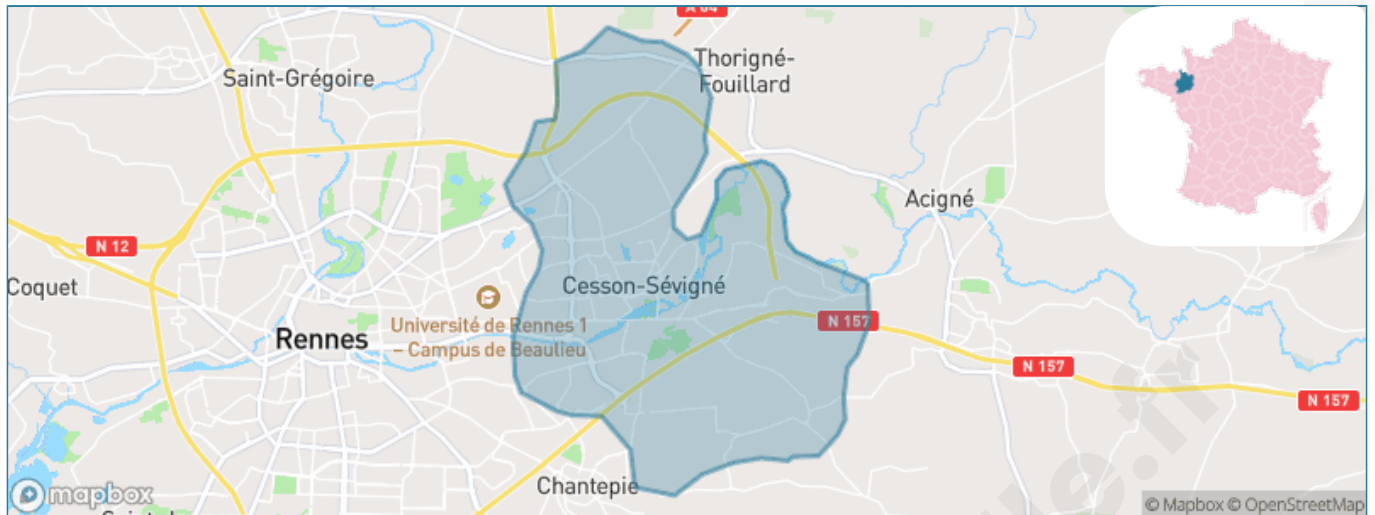 A 84
Thorigné-
Fouillard
Saint-Grégoire
Acigné
N 12
Coquet
Cesson-Sévigné
N 157
Université de Rennes 1
– Campus de Beaulieu
Rennes
N 157
N 157
Chantepie
mapbox
© Mapbox © OpenStreetMap